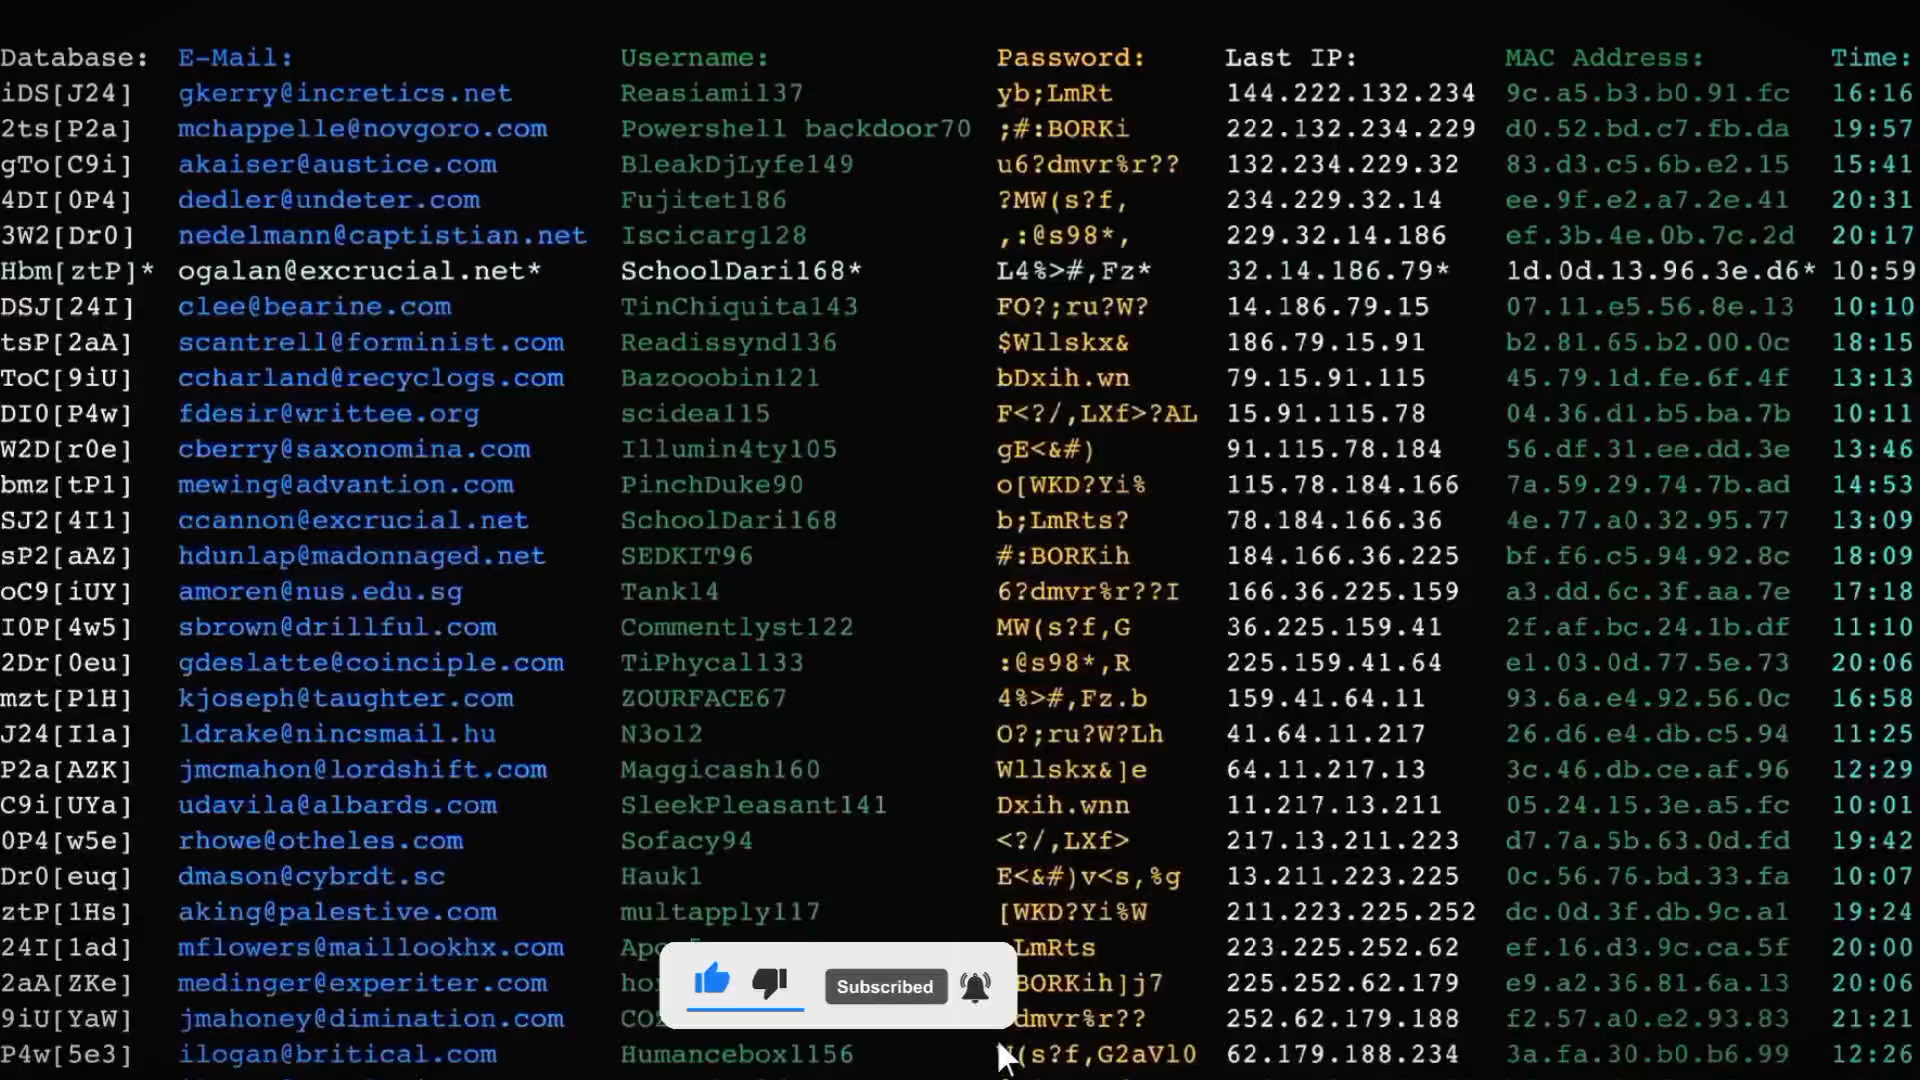 Database: E-Mail: Username: Password: Last IP: MAC Address: Time:
iDS[J24] gkerry@incretics.net Reasiami137 yb;LmRt 144.222.132.234 9c.a5.b3.b0.91.fc 16:16
2ts[P2a] mchappelle@novgoro.com Powershell backdoor70 ;#:BORKi 222.132.234.229 d0.52.bd.c7.fb.da 19:57
gTo[C9i] akaiser@austice.com BleakDjLyfe149 u6?dmvr%r?? 132.234.229.32 83.d3.c5.6b.e2.15 15:41
4DI[0P4] dedler@undeter.com Fujitet186 ?MW(s?f, 234.229.32.14 ee.9f.e2.a7.2e.41 20:31
3W2[Dr0] nedelmann@captistian.net Iscicarg128 ,:@s98*, 229.32.14.186 ef.3b.4e.0b.7c.2d 20:17
Hbm[ztP]* ogalan@excrucial.net* SchoolDari168* L4%>#,Fz* 32.14.186.79* 1d.0d.13.96.3e.d6* 10:59
DSJ[24I] clee@bearine.com TinChiquita143 FO?;ru?W? 14.186.79.15 07.11.e5.56.8e.13 10:10
tsP[2aA] scantrell@forminist.com Readissynd136 $Wllskx& 186.79.15.91 b2.81.65.b2.00.0c 18:15
ToC[9iU] ccharland@recyclogs.com Bazooobin121 bDxih.wn 79.15.91.115 45.79.1d.fe.6f.4f 13:13
DI0[P4w] fdesir@writtee.org scidea115 F<?/,LXf>?AL 15.91.115.78 04.36.d1.b5.ba.7b 10:11
W2D[r0e] cberry@saxonomina.com Illumin4ty105 gE<&#) 91.115.78.184 56.df.31.ee.dd.3e 13:46
bmz[tP1] mewing@advantion.com PinchDuke90 o[WKD?Yi% 115.78.184.166 7a.59.29.74.7b.ad 14:53
SJ2[4I1] ccannon@excrucial.net SchoolDari168 b;LmRts? 78.184.166.36 4e.77.a0.32.95.77 13:09
sP2[aAZ] hdunlap@madonnaged.net SEDKIT96 #:BORKih 184.166.36.225 bf.f6.c5.94.92.8c 18:09
oC9[iUY] amoren@nus.edu.sg Tank14 6?dmvr%r??I 166.36.225.159 a3.dd.6c.3f.aa.7e 17:18
I0P[4w5] sbrown@drillful.com Commentlyst122 MW(s?f,G 36.225.159.41 2f.af.bc.24.1b.df 11:10
2Dr[0eu] gdeslatte@coinciple.com TiPhycal133 :@s98*,R 225.159.41.64 e1.03.0d.77.5e.73 20:06
mzt[P1H] kjoseph@taughter.com ZOURFACE67 4%>#,Fz.b 159.41.64.11 93.6a.e4.92.56.0c 16:58
J24[I1a] ldrake@nincsmail.hu N3o12 O?;ru?W?Lh 41.64.11.217 26.d6.e4.db.c5.94 11:25
P2a[AZK] jmcmahon@lordshift.com Maggicash160 Wllskx&]e 64.11.217.13 3c.46.db.ce.af.96 12:29
C9i[UYa] udavila@albards.com SleekPleasant141 Dxih.wnn 11.217.13.211 05.24.15.3e.a5.fc 10:01
0P4[w5e] rhowe@otheles.com Sofacy94 <?/,LXf> 217.13.211.223 d7.7a.5b.63.0d.fd 19:42
Dr0[euq] dmason@cybrdt.sc Hauk1 E<&#)v<s,%g 13.211.223.225 0c.56.76.bd.33.fa 10:07
ztP[1Hs] aking@palestive.com multapply117 [WKD?Yi%W 211.223.225.252 dc.0d.3f.db.9c.a1 19:24
24I[1ad] mflowers@maillookhx.com LmRts 223.225.252.62 ef.16.d3.9c.ca.5f 20:00
2aA[ZKe] medinger@experiter.com BORKih]j7 225.252.62.179 e9.a2.36.81.6a.13 20:06
Subscribed
9iU[YaW] jmahoney@dimination.com dmvr%r?? 252.62.179.188 f2.57.a0.e2.93.83 21:21
P4w[5e3] ilogan@britical.com Humancebox1156 (s?f,G2aVl0 62.179.188.234 3a.fa.30.b0.b6.99 12:26